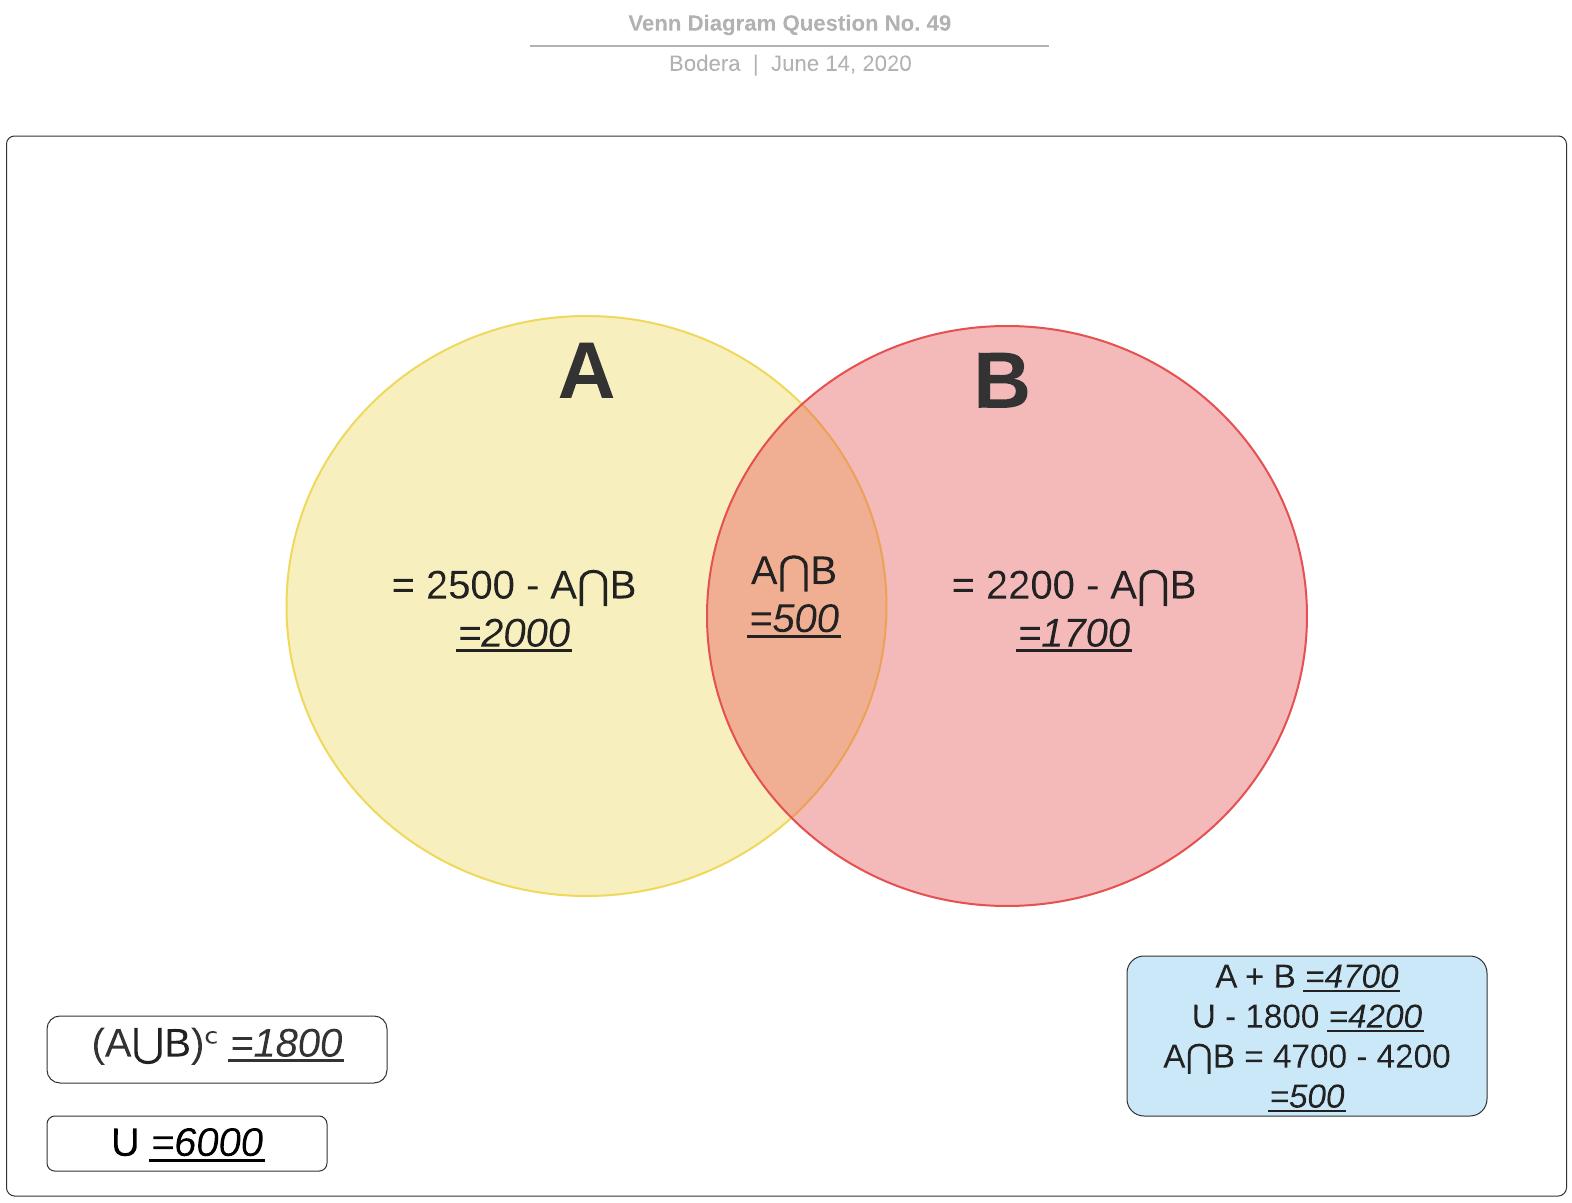 Venn Diagram Question No. 49
Bodera | June 14, 2020
A
B
= 2500 - A⋂B
=2000
A⋂B
=500
= 2200 - A⋂B
=1700
(A⋃B)ᶜ =1800
U =6000
A + B =4700
U - 1800 =4200
A⋂B = 4700 - 4200
=500